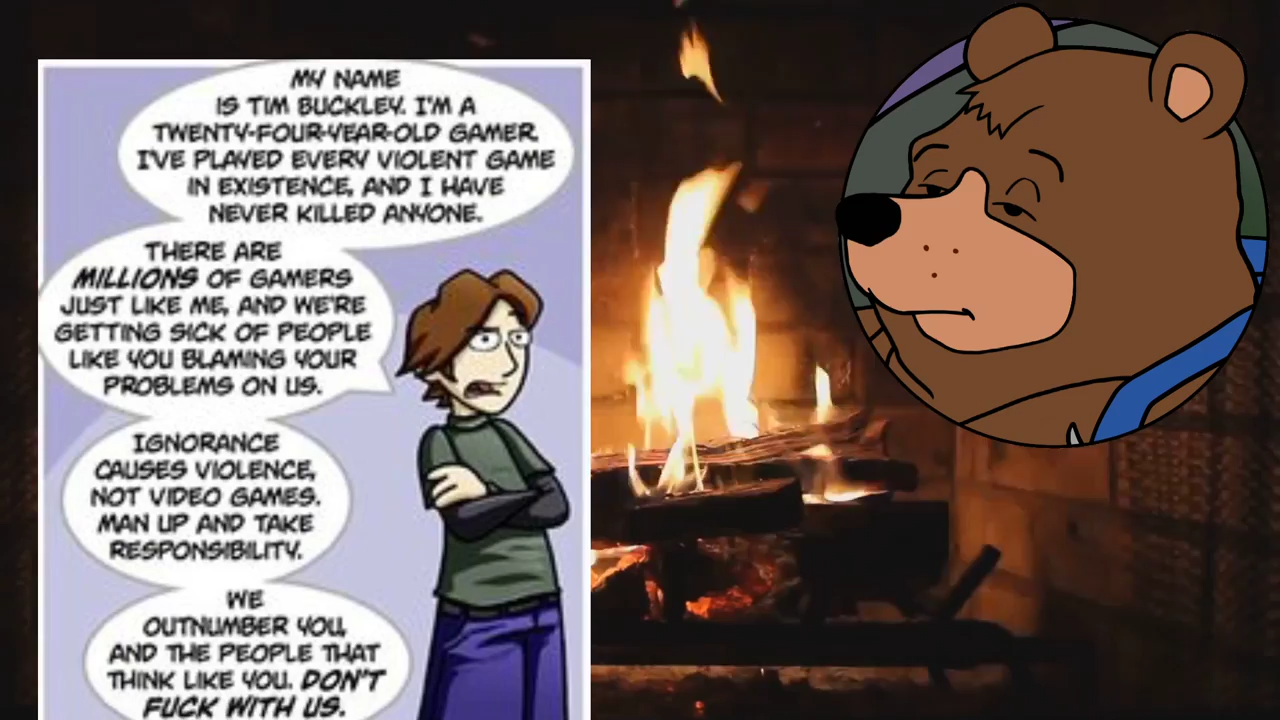 MY NAME
IS TIM BUCKLEY. I'M A
TWENTY-FOUR-YEAR-OLD GAMER.
I'VE PLAYED EVERY VIOLENT GAME
IN EXISTENCE, AND I HAVE
NEVER KILLED ANYONE.
THERE ARE
MILLIONS OF GAMERS
JUST LIKE ME, AND WE'RE
GETTING SICK OF PEOPLE
LIKE YOU BLAMING YOUR
PROBLEMS ON US.
IGNORANCE
CAUSES VIOLENCE,
NOT VIDEO GAMES.
MAN UP AND TAKE
RESPONSIBILITY.
WE
OUTNUMBER YOU,
AND THE PEOPLE THAT
THINK LIKE YOU. DON'T
FUCK WITH US.